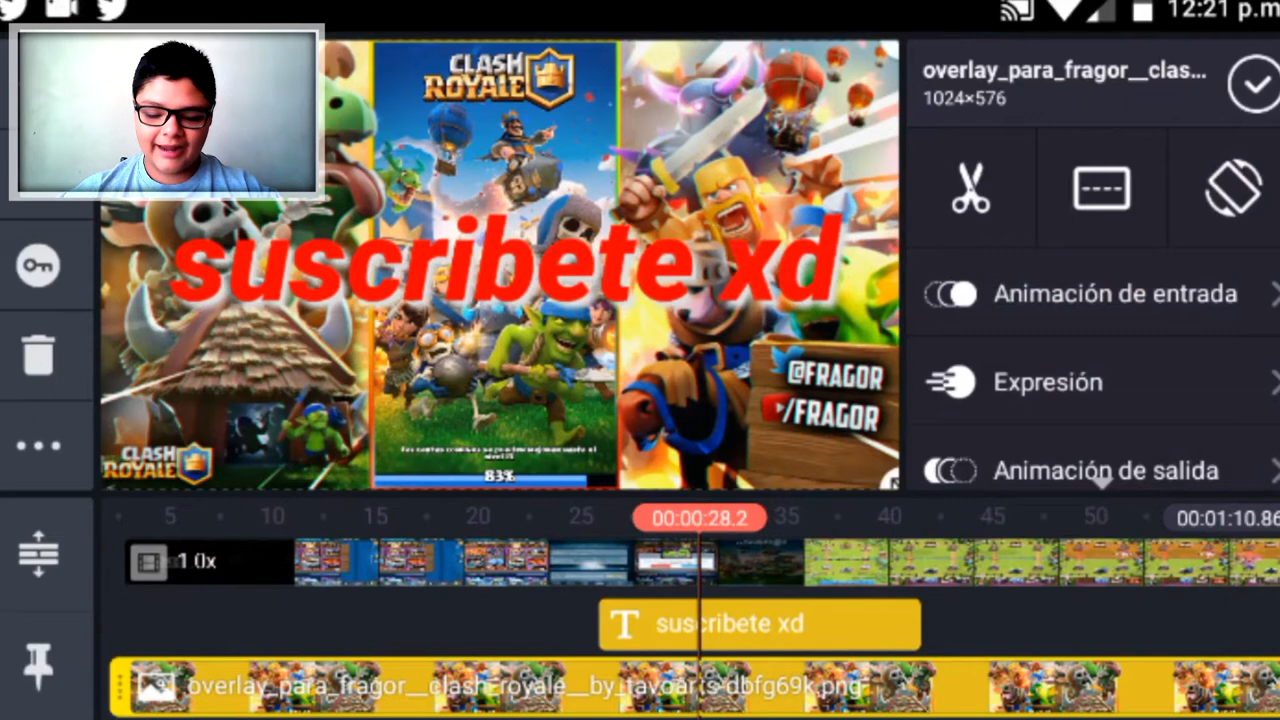 12:21 p.m
CLASH
ROYALE
overlay_para_fragor__clas...
1024×576
suscribete xd
Animación de entrada
@FRAGOR
/FRAGOR
Expresión
CLASH
ROYALE
83%
Animación de salida
5 10 15 20 25 00:00:28.2 35 40 45 50 00:01:10.86
1 0x
T suscribete xd
overlay_para_fragor__clash_royale__by_tavoarts-dbfg69k.png